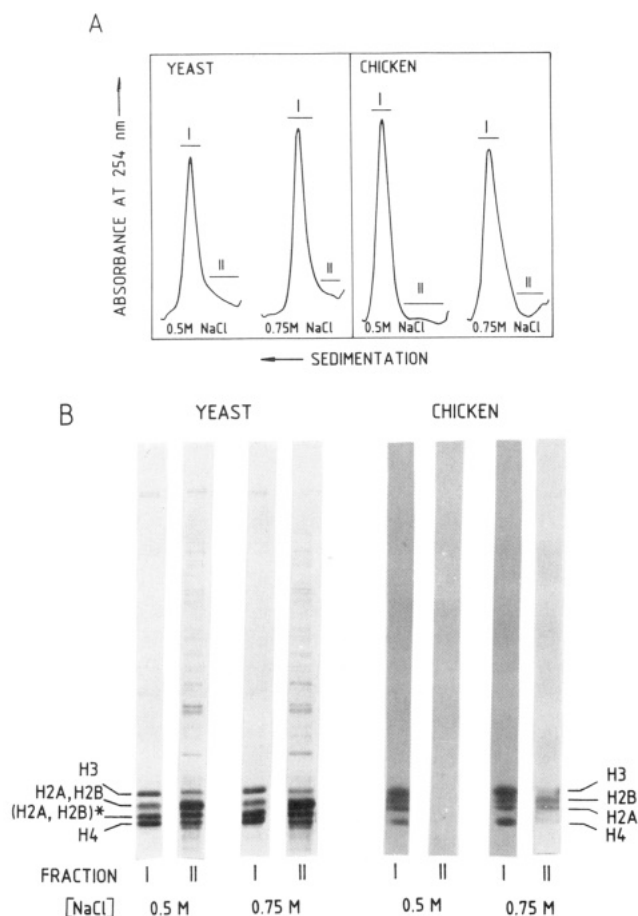 A
YEAST
CHICKEN
ABSORBANCE AT 254 nm
I
II
0.5M NaCl
I
II
0.75M NaCl
I
II
0.5M NaCl
I
II
0.75M NaCl
SEDIMENTATION
B
YEAST
CHICKEN
H3
H2A, H2B
(H2A, H2B)*
H4
H3
H2B
H2A
H4
FRACTION I II I II I II I II
[NaCl] 0.5 M 0.75 M 0.5 M 0.75 M